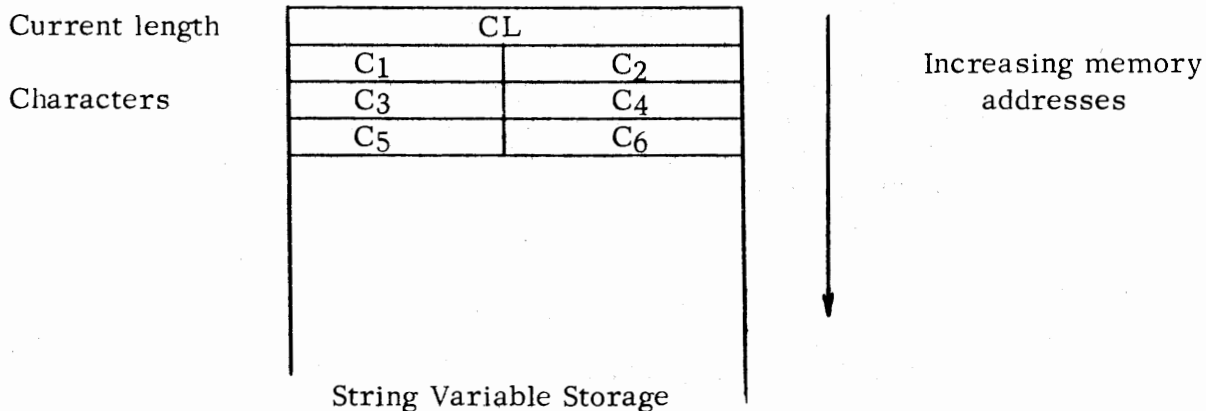 Current length
CL
C1 C2
Increasing memory
addresses
Characters
C3 C4
C5 C6
String Variable Storage